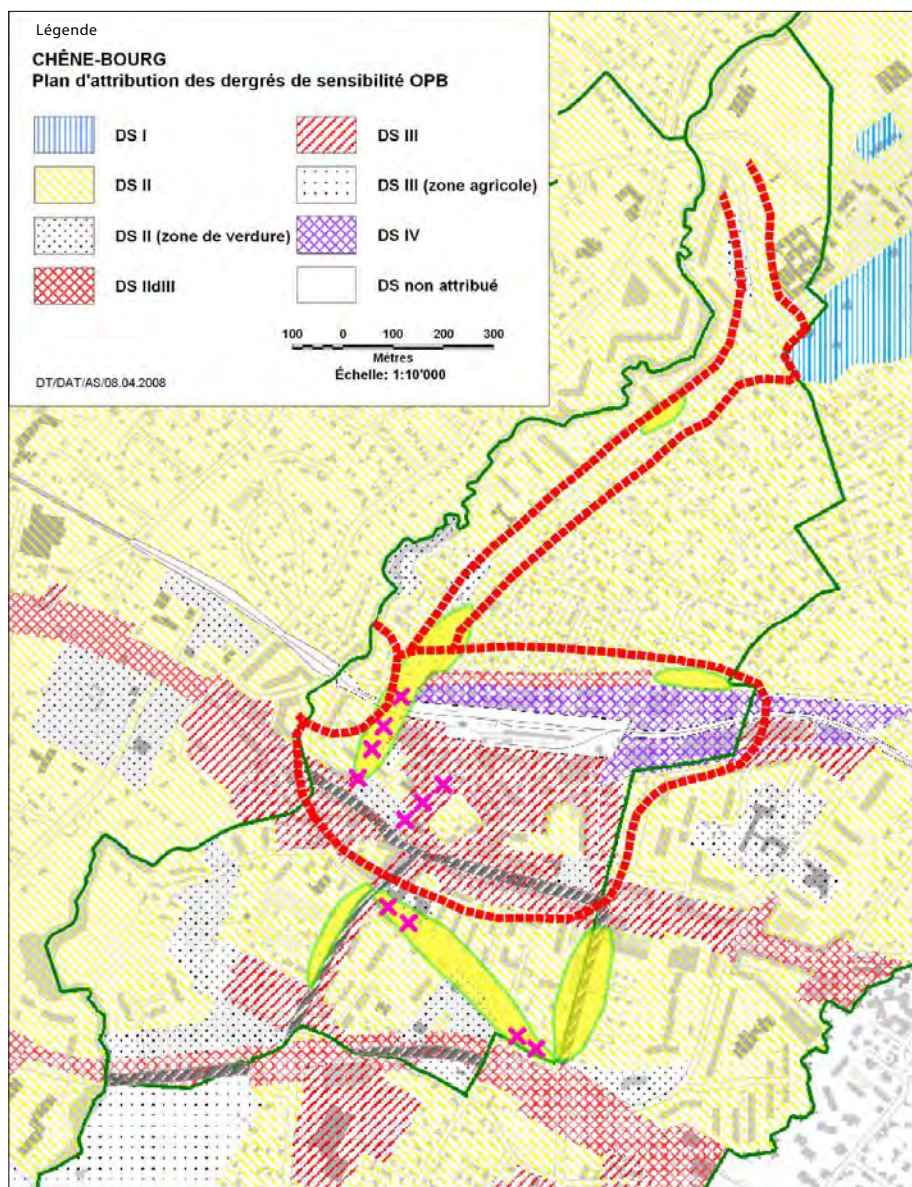 Légende
CHÊNE-BOURG
Plan d'attribution des dergrés de sensibilité OPB
DS I
DS II
DS II (zone de verdure)
DS IIdIII
DS III
DS III (zone agricole)
DS IV
DS non attribué
100 0 100 200 300
Mètres
Échelle: 1:10'000
DT/DAT/AS/08.04.2008